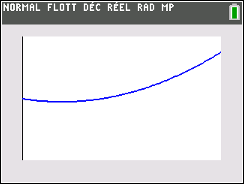 NORMAL FLOTT DÉC RÉEL RAD MP